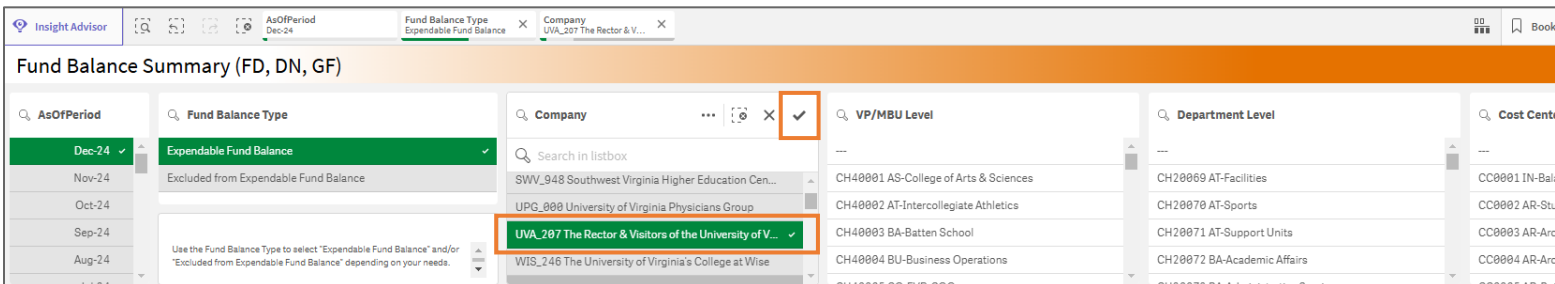 Insight Advisor
AsOfPeriod
Dec-24
Fund Balance Type
Expendable Fund Balance
Company
UVA_207 The Rector & V...
Book
Fund Balance Summary (FD, DN, GF)
AsOfPeriod
Dec-24
Nov-24
Oct-24
Sep-24
Aug-24
Fund Balance Type
Expendable Fund Balance
Excluded from Expendable Fund Balance
Use the Fund Balance Type to select "Expendable Fund Balance" and/or
"Excluded from Expendable Fund Balance" depending on your needs.
Company
Search in listbox
SWV_948 Southwest Virginia Higher Education Cen...
UPG_000 University of Virginia Physicians Group
UVA_207 The Rector & Visitors of the University of V...
WIS_246 The University of Virginia's College at Wise
VP/MBU Level
---
CH40001 AS-College of Arts & Sciences
CH40002 AT-Intercollegiate Athletics
CH40003 BA-Batten School
CH40004 BU-Business Operations
Department Level
---
CH20069 AT-Facilities
CH20070 AT-Sports
CH20071 AT-Support Units
CH20072 BA-Academic Affairs
Cost Cente
---
CC0001 IN-Bala
CC0002 AR-Stu
CC0003 AR-Arc
CC0004 AR-Arc